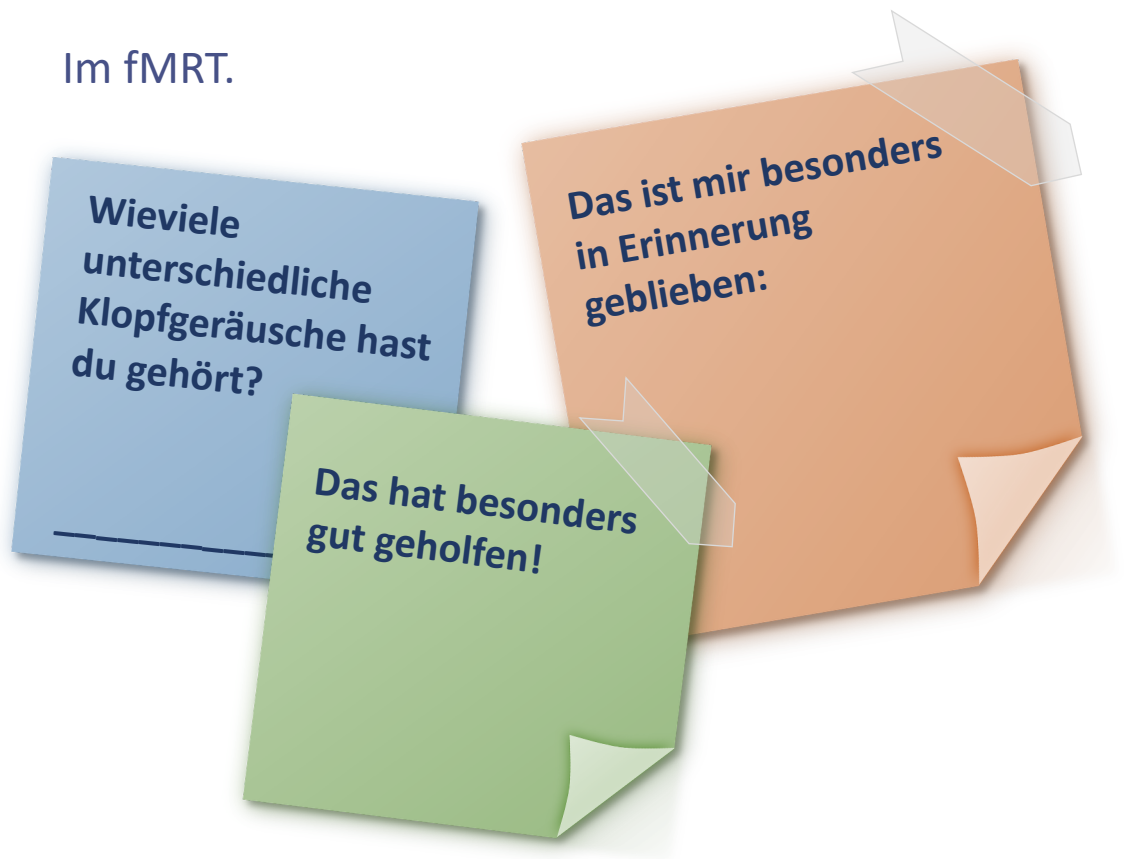 Im fMRT.
Wieviele
unterschiedliche
Klopfgeräusche hast
du gehört?
Das ist mir besonders
in Erinnerung
geblieben:
Das hat besonders
gut geholfen!